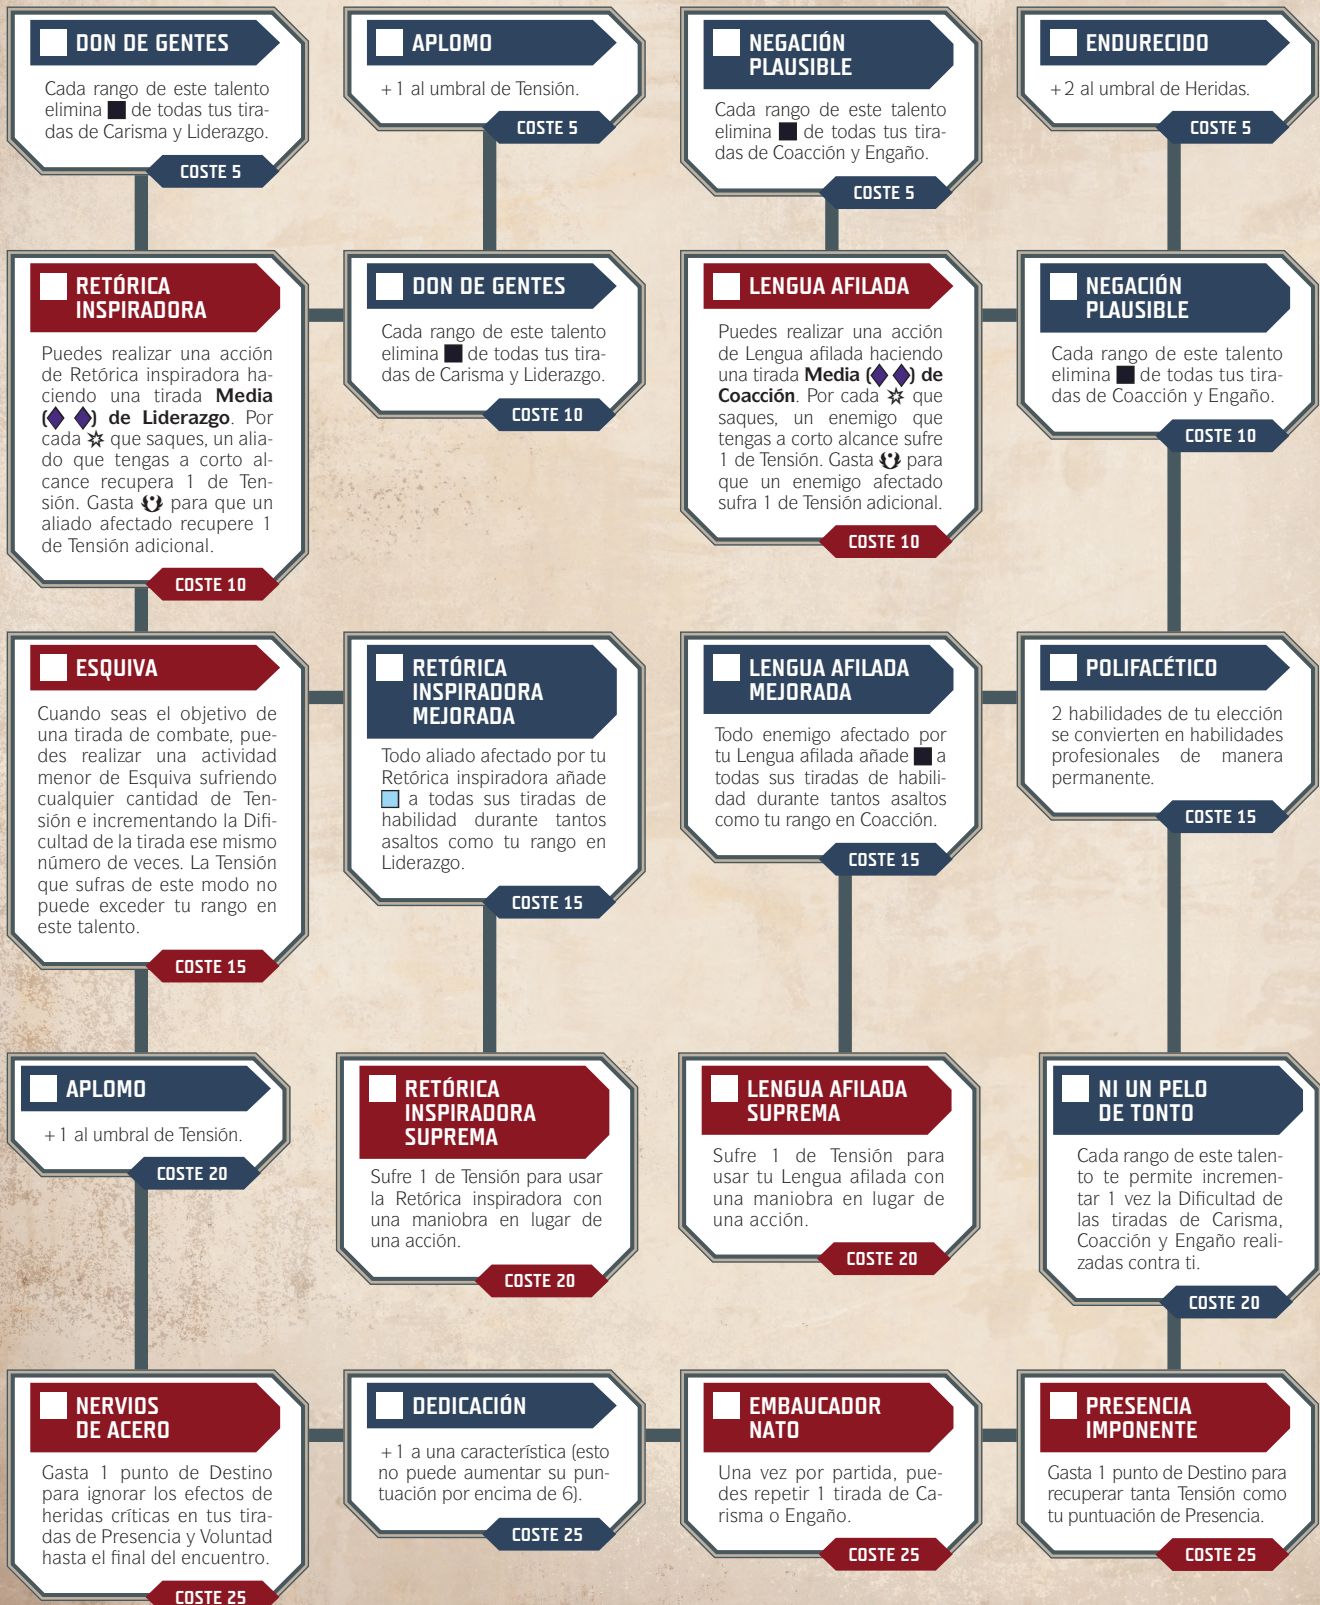 DON DE GENTES
Cada rango de este talento
elimina de todas tus tira-
das de Carisma y Liderazgo.
COSTE 5
APLOMO
+1 al umbral de Tensión.
COSTE 5
NEGACIÓN
PLAUSIBLE
Cada rango de este talento
elimina de todas tus tira-
das de Coacción y Engaño.
COSTE 5
ENDURECIDO
+2 al umbral de Heridas.
COSTE 5
RETÓRICA
INSPIRADORA
Puedes realizar una acción
de Retórica inspiradora ha-
ciendo una tirada Media
( ) de Liderazgo. Por
cada que saques, un alia-
do que tengas a corto al-
cance recupera 1 de Ten-
sión. Gasta para que un
aliado afectado recupere 1
de Tensión adicional.
COSTE 10
DON DE GENTES
Cada rango de este talento
elimina de todas tus tira-
das de Carisma y Liderazgo.
COSTE 10
LENGUA AFILADA
Puedes realizar una acción
de Lengua afilada haciendo
una tirada Media ( ) de
Coacción. Por cada que
saques, un enemigo que
tengas a corto alcance sufre
1 de Tensión. Gasta para
que un enemigo afectado
sufra 1 de Tensión adicional.
COSTE 10
NEGACIÓN
PLAUSIBLE
Cada rango de este talento
elimina de todas tus tira-
das de Coacción y Engaño.
COSTE 10
ESQUIVA
Cuando seas el objetivo de
una tirada de combate, pue-
des realizar una actividad
menor de Esquiva sufriendo
cualquier cantidad de Ten-
sión e incrementando la Difi-
cultad de la tirada ese mismo
número de veces. La Tensión
que sufras de este modo no
puede exceder tu rango en
este talento.
COSTE 15
RETÓRICA
INSPIRADORA
MEJORADA
Todo aliado afectado por tu
Retórica inspiradora añade
a todas sus tiradas de
habilidad durante tantos
asaltos como tu rango en
Liderazgo.
COSTE 15
LENGUA AFILADA
MEJORADA
Todo enemigo afectado por
tu Lengua afilada añade a
todas sus tiradas de habili-
dad durante tantos asaltos
como tu rango en Coacción.
COSTE 15
POLIFACÉTICO
2 habilidades de tu elección
se convierten en habilidades
profesionales de manera
permanente.
COSTE 15
APLOMO
+1 al umbral de Tensión.
COSTE 20
RETÓRICA
INSPIRADORA
SUPREMA
Sufre 1 de Tensión para usar
la Retórica inspiradora con
una maniobra en lugar de
una acción.
COSTE 20
LENGUA AFILADA
SUPREMA
Sufre 1 de Tensión para
usar tu Lengua afilada con
una maniobra en lugar de
una acción.
COSTE 20
NI UN PELO
DE TONTO
Cada rango de este talen-
to te permite incremen-
tar 1 vez la Dificultad de
las tiradas de Carisma,
Coacción y Engaño reali-
zadas contra ti.
COSTE 20
NERVIOS
DE ACERO
Gasta 1 punto de Destino
para ignorar los efectos de
heridas críticas en tus tira-
das de Presencia y Voluntad
hasta el final del encuentro.
COSTE 25
DEDICACIÓN
+1 a una característica (esto
no puede aumentar su pun-
tuación por encima de 6).
COSTE 25
EMBAUCADOR
NATO
Una vez por partida, pue-
des repetir 1 tirada de Ca-
risma o Engaño.
COSTE 25
PRESENCIA
IMPONENTE
Gasta 1 punto de Destino para
recuperar tanta Tensión como
tu puntuación de Presencia.
COSTE 25